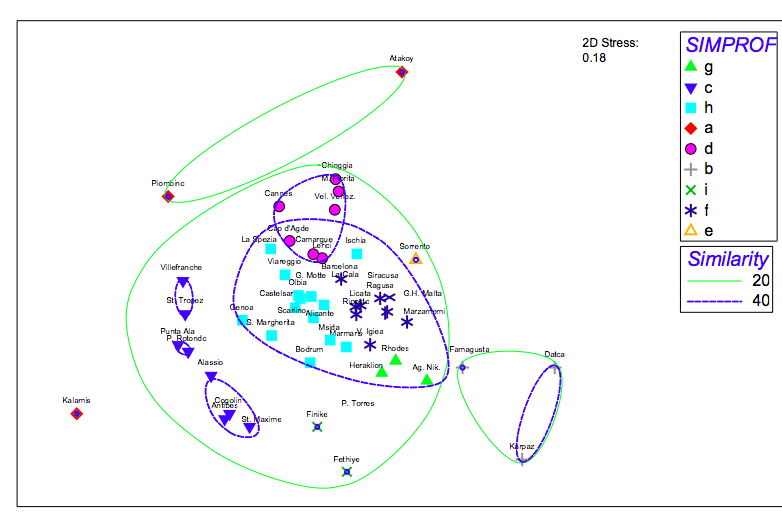 2D Stress:
0.18
SIMPROF
g
c
h
a
d
b
i
f
e
Similarity
20
40
Atakoy
Piombino
Chioggia
Cannes
Vel. Venez.
Cap d'Agde
La Spezia
Camargue
Lerici
Ischia
Sorrento
Viareggio
Barcelona
Villefranche
G. Motte
La Cala
Siracusa
Olbia
Ragusa
Castelsar
Licata
G.H. Malta
St. Tropez
Genoa
Scarlino
Alicante
Marzamemi
S. Margherita
Msida
Marmaris
V. Igiea
Punta Ala
P. Rotondo
Bodrum
Rhodes
Famagusta
Datca
Alassio
Heraklion
Ag. Nik.
Kalamis
Cogolin
Antibes
P. Torres
St. Maxime
Finike
Karpaz
Fethiye